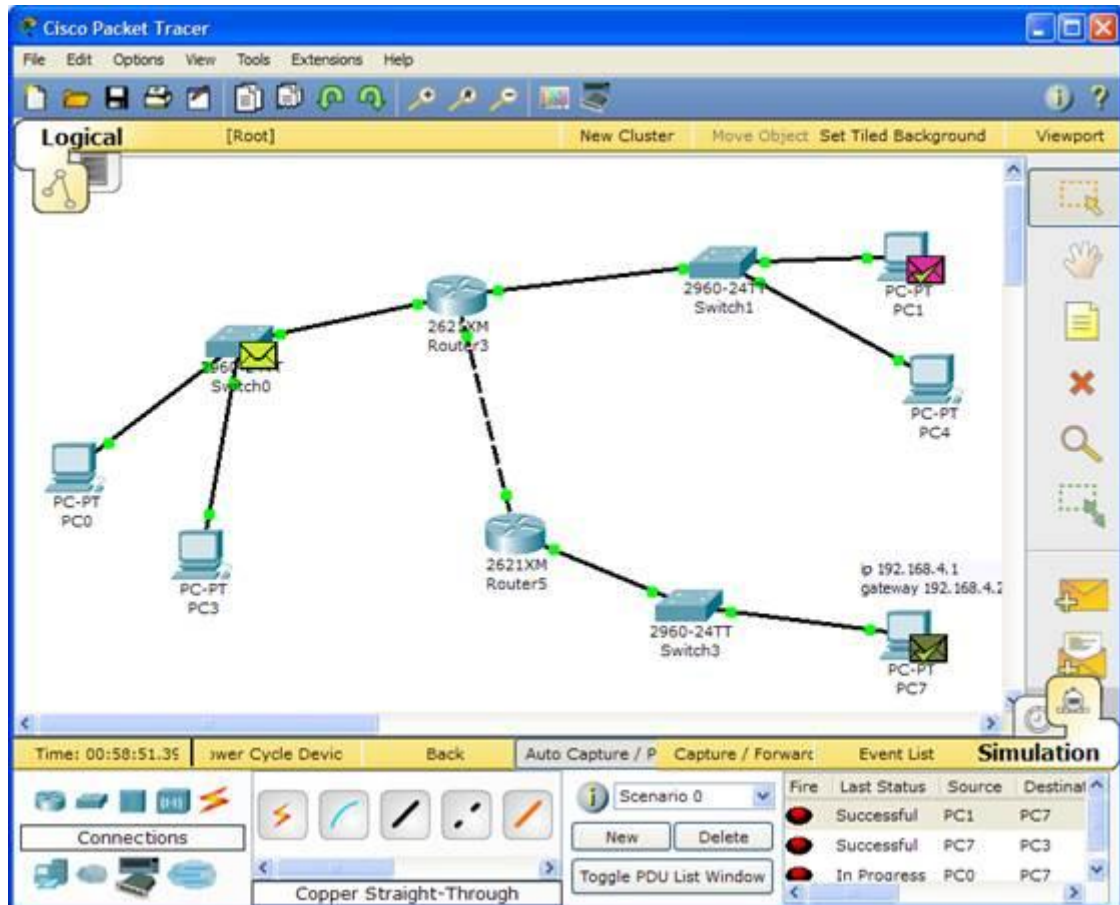 Cisco Packet Tracer
File Edit Options View Tools Extensions Help
Logical [Root] New Cluster Move Object Set Tiled Background Viewport
2621XM
Router3
2960-24TT
Switch1
PC-PT
PC1
2960-24TT
Switch0
PC-PT
PC4
PC-PT
PC0
PC-PT
PC3
2621XM
Router5
ip 192.168.4.1
gateway 192.168.4.2
2960-24TT
Switch3
PC-PT
PC7
Time: 00:58:51.39 ower Cycle Devic Back Auto Capture / P Capture / Forward Event List Simulation
Connections
Copper Straight-Through
Scenario 0
New Delete
Toggle PDU List Window
Fire Last Status Source Destinat
Successful PC1 PC7
Successful PC7 PC3
In Progress PC0 PC7